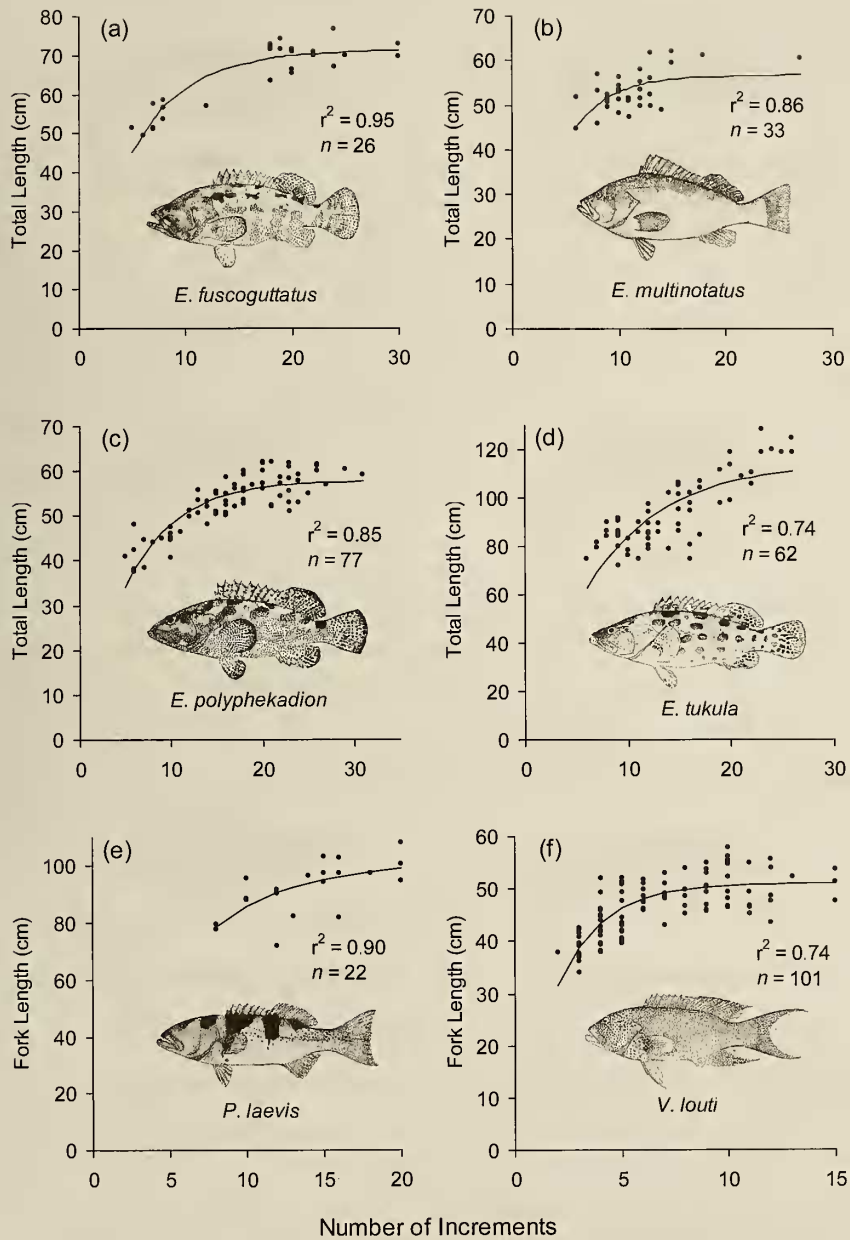 (a)
80
70
60
50
40
30
20
10
0
Total Length (cm)
r² = 0.95
n = 26
E. fuscoguttatus
0 10 20 30
(b)
70
60
50
40
30
20
10
0
Total Length (cm)
r² = 0.86
n = 33
E. multinotatus
0 10 20 30
(c)
70
60
50
40
30
20
10
0
Total Length (cm)
r² = 0.85
n = 77
E. polyphekadion
0 10 20 30
(d)
120
100
80
60
40
20
0
Total Length (cm)
r² = 0.74
n = 62
E. tukula
0 10 20 30
(e)
100
80
60
40
20
0
Fork Length (cm)
r² = 0.90
n = 22
P. laevis
0 5 10 15 20
(f)
60
50
40
30
20
10
0
Fork Length (cm)
r² = 0.74
n = 101
V. louti
0 5 10 15
Number of Increments